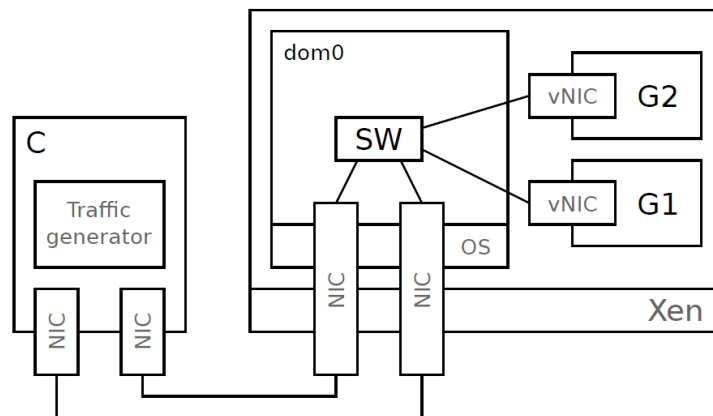 dom0
vNIC
G2
C
SW
Traffic
generator
vNIC
G1
OS
NIC
NIC
NIC
NIC
Xen